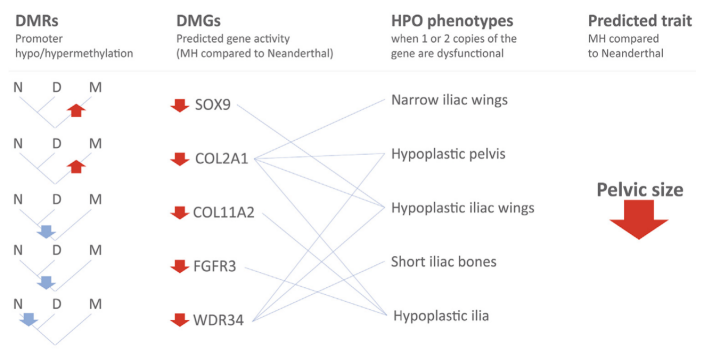 DMRs
Promoter
hypo/hypermethylation)
DMGs
Predicted gene activity
(MH compared to Neanderthal)
HPO phenotypes
when 1 or 2 copies of the
gene are dysfunctional
Predicted trait
MH compared
to Neanderthal
N D M
SOX9
Narrow iliac wings
N D M
COL2A1
Hypoplastic pelvis
N D M
COL11A2
Hypoplastic iliac wings
Pelvic size
N D M
FGFR3
Short iliac bones
N D M
WDR34
Hypoplastic ilia